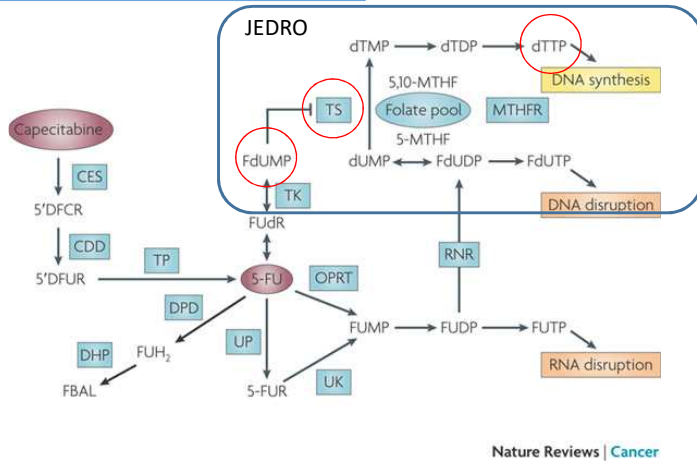 JEDRO
dTMP dTDP dTTP
5,10-MTHF
DNA synthesis
TS Folate pool MTHFR
Capecitabine
5-MTHF
FdUMP dUMP FdUDP FdUTP
CES
TK
5'DFCR
DNA disruption
FUdR
CDD
TP
RNR
5'DFUR 5-FU OPRT
DPD
FUMP FUDP FUTP
UP
DHP FUH2
RNA disruption
UK
FBAL 5-FUR
Nature Reviews | Cancer